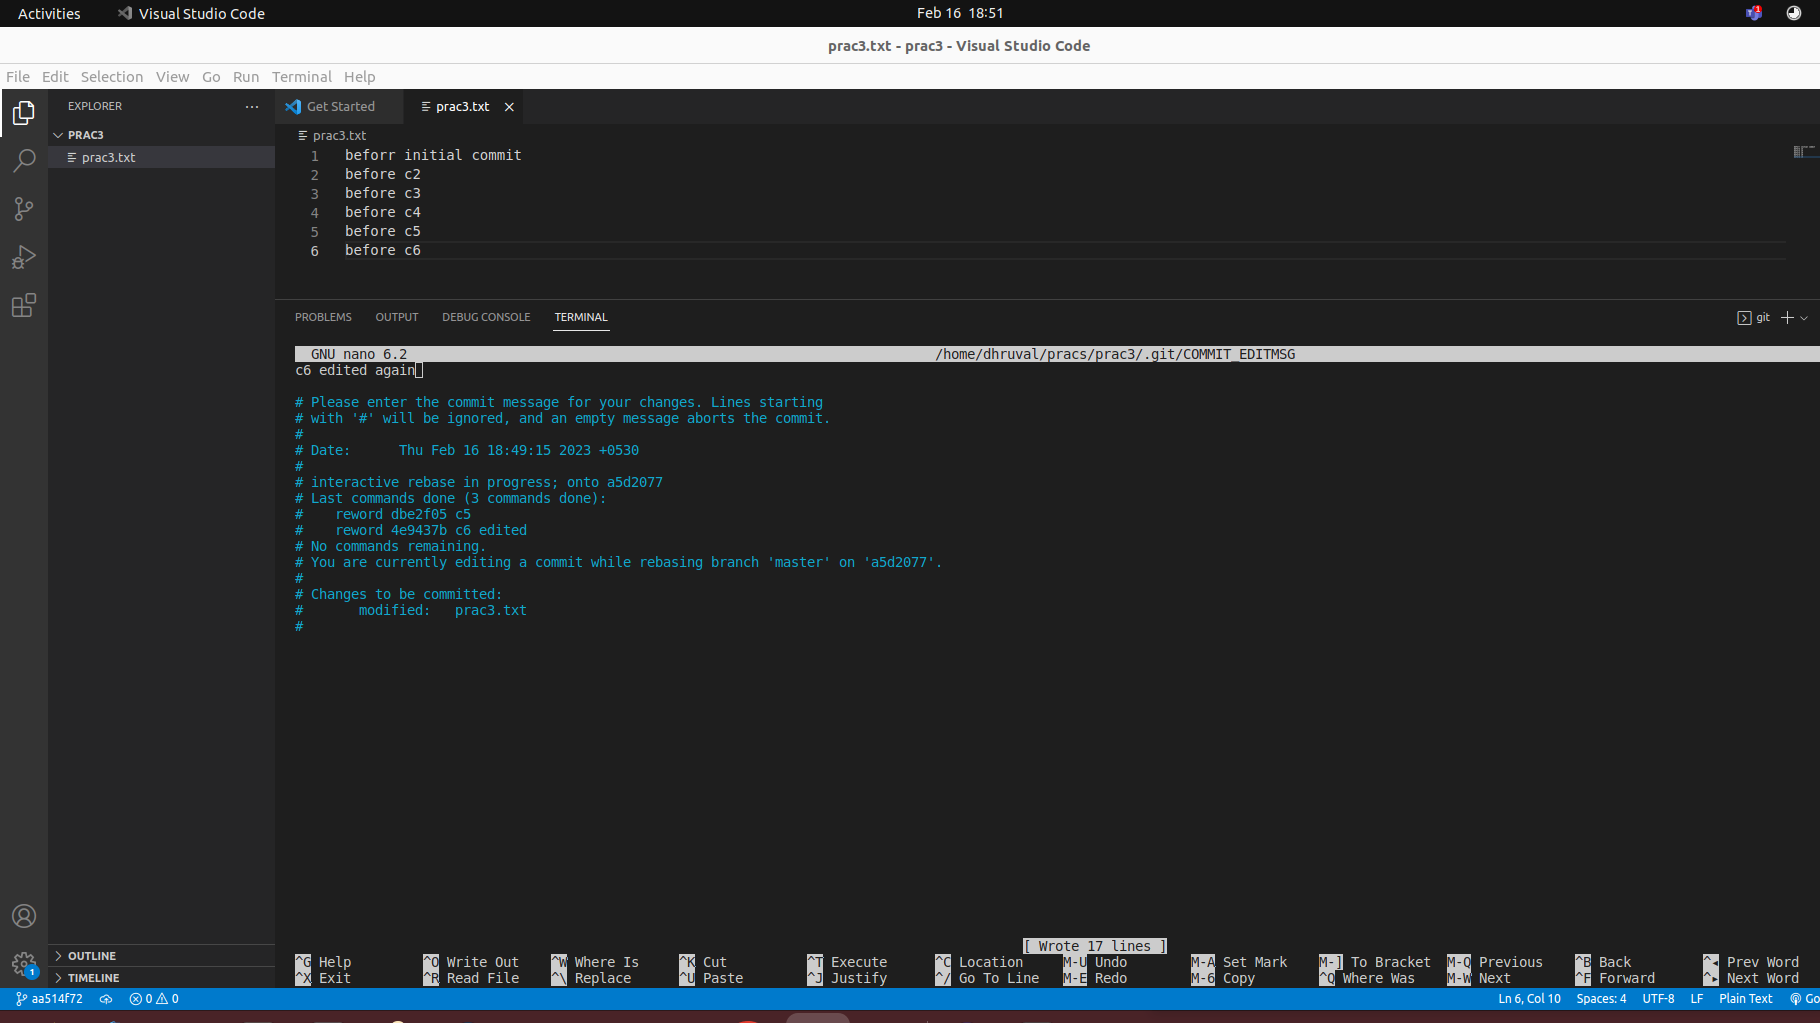 Activities Visual Studio Code Feb 16 18:51 1
prac3.txt - prac3 - Visual Studio Code
File Edit Selection View Go Run Terminal Help
EXPLORER ···
PRAC3
prac3.txt
Get Started prac3.txt
prac3.txt
1 beforr initial commit
2 before c2
3 before c3
4 before c4
5 before c5
6 before c6
PROBLEMS OUTPUT DEBUG CONSOLE TERMINAL git
GNU nano 6.2 /home/dhruval/pracs/prac3/.git/COMMIT_EDITMSG
c6 edited again
# Please enter the commit message for your changes. Lines starting
# with '#' will be ignored, and an empty message aborts the commit.
#
# Date:      Thu Feb 16 18:49:15 2023 +0530
#
# interactive rebase in progress; onto a5d2077
# Last commands done (3 commands done):
#    reword dbe2f05 c5
#    reword 4e9437b c6 edited
# No commands remaining.
# You are currently editing a commit while rebasing branch 'master' on 'a5d2077'.
#
# Changes to be committed:
#       modified:   prac3.txt
#
[ Wrote 17 lines ]
^G Help ^O Write Out ^W Where Is ^K Cut ^T Execute ^C Location M-U Undo M-A Set Mark M-] To Bracket M-Q Previous ^B Back ^◂ Prev Word
^X Exit ^R Read File ^\ Replace ^U Paste ^J Justify ^/ Go To Line M-E Redo M-6 Copy ^Q Where Was M-W Next ^F Forward ^▸ Next Word
OUTLINE
TIMELINE
1
aa514f72 0 0 Ln 6, Col 10 Spaces: 4 UTF-8 LF Plain Text Go